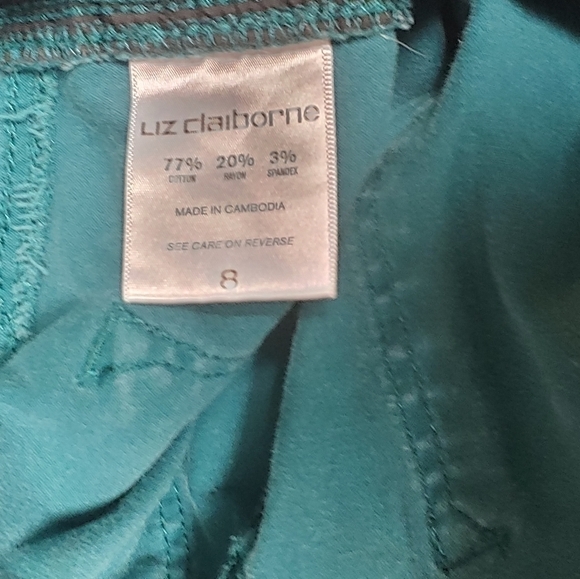 LIZ claiborne
77% 20% 3%
COTTON RAYON SPANDEX
MADE IN CAMBODIA
SEE CARE ON REVERSE
8